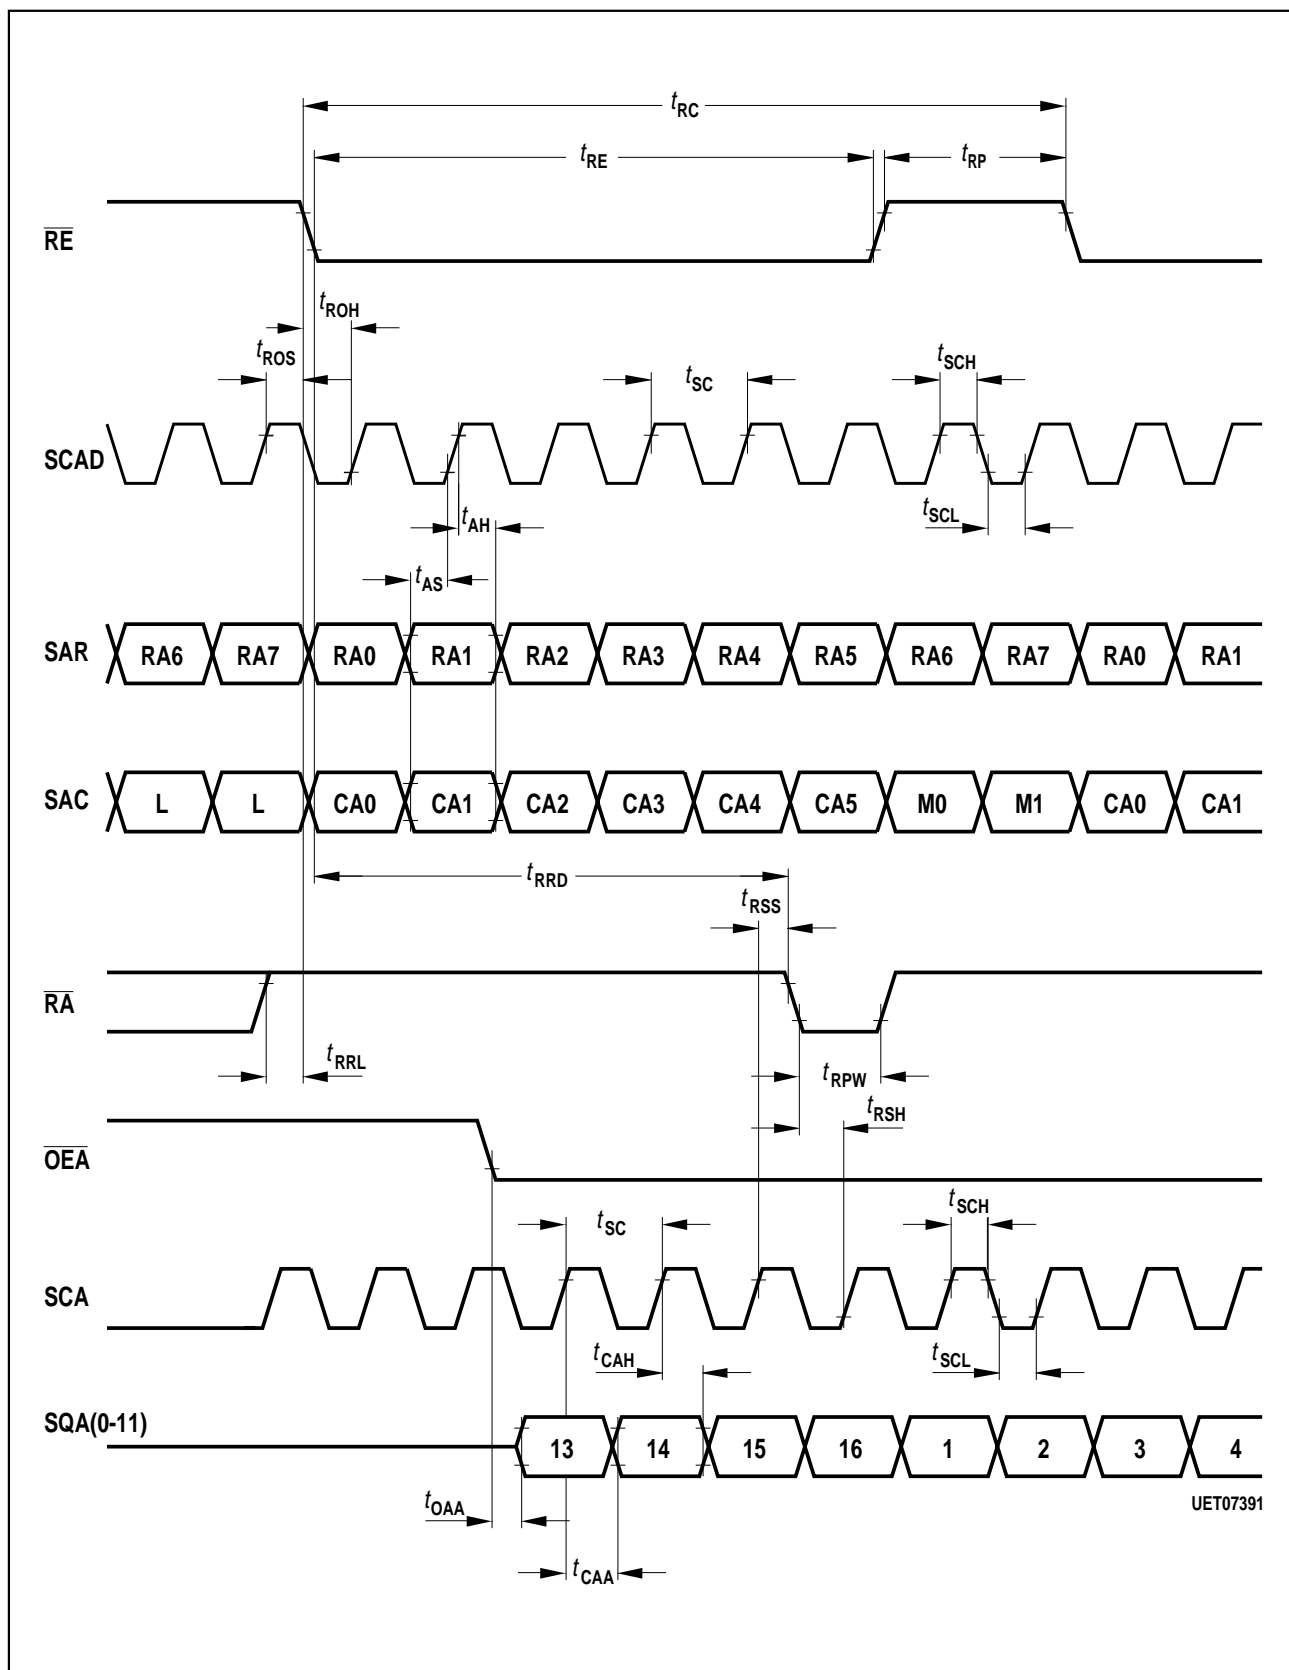 tRC
tRE
tRP
RE
tROH
tROS
tSC
tSCH
SCAD
tSCL
tAH
tAS
SAR RA6 RA7 RA0 RA1 RA2 RA3 RA4 RA5 RA6 RA7 RA0 RA1
SAC L L CA0 CA1 CA2 CA3 CA4 CA5 M0 M1 CA0 CA1
tRRD
tRSS
RA
tRRL
tRPW
tRSH
OEA
tSC
tSCH
SCA
tCAH
tSCL
SQA(0-11) 13 14 15 16 1 2 3 4
UET07391
tOAA
tCAA